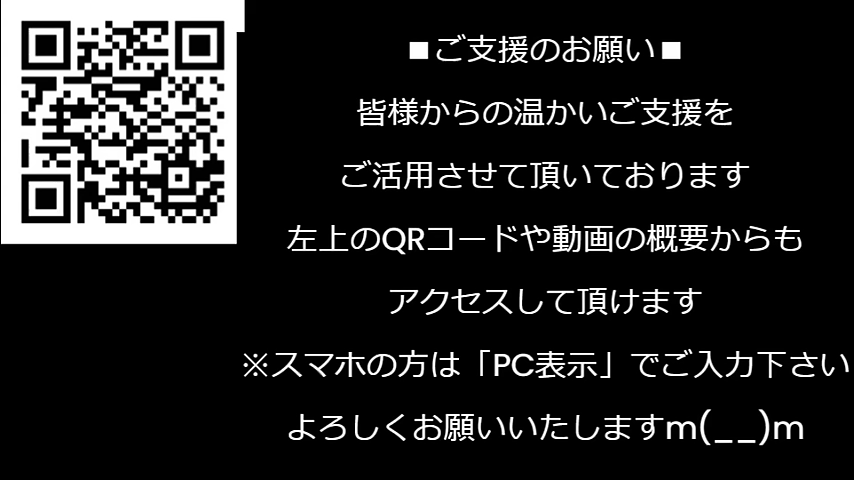 ■ご支援のお願い■
皆様からの温かいご支援を
ご活用させて頂いております
左上のQRコードや動画の概要からも
アクセスして頂けます
※スマホの方は「PC表示」でご入力下さい
よろしくお願いいたしますm(__)m